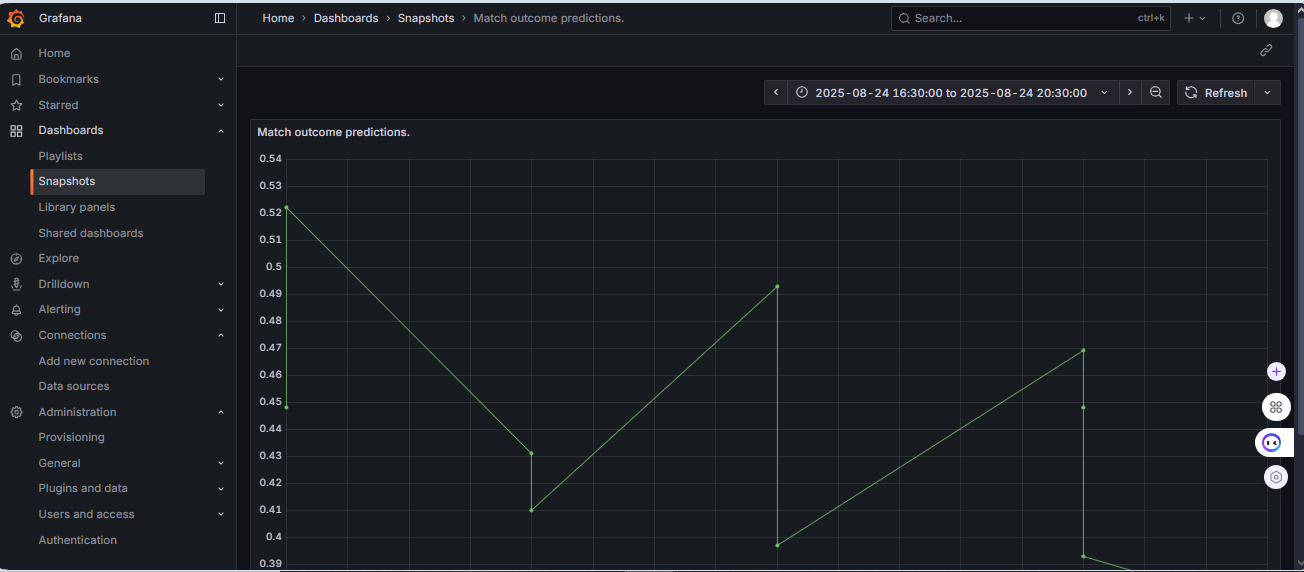 Grafana
Home › Dashboards › Snapshots › Match outcome predictions.
Search...
ctrl+k
Home
Bookmarks
Starred
Dashboards
Playlists
Snapshots
Library panels
Shared dashboards
Explore
Drilldown
Alerting
Connections
Add new connection
Data sources
Administration
Provisioning
General
Plugins and data
Users and access
Authentication
2025-08-24 16:30:00 to 2025-08-24 20:30:00
Refresh
Match outcome predictions.
0.54
0.53
0.52
0.51
0.5
0.49
0.48
0.47
0.46
0.45
0.44
0.43
0.42
0.41
0.4
0.39